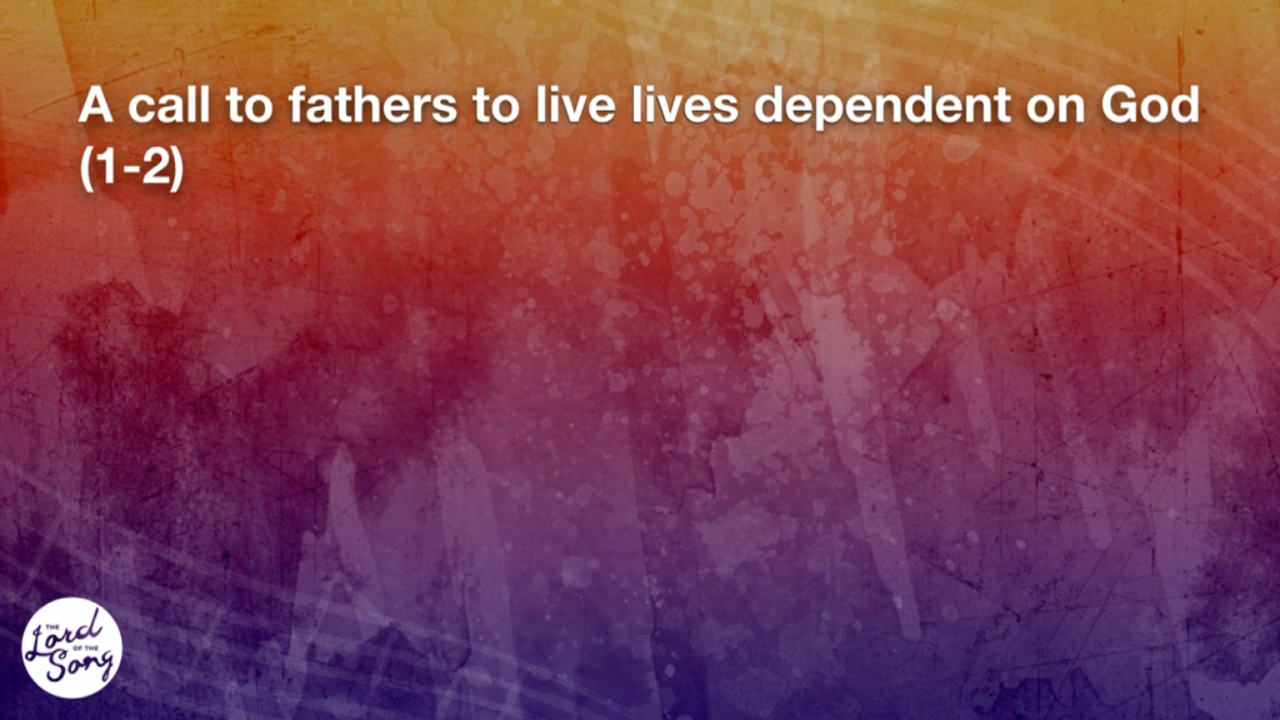 A call to fathers to live lives dependent on God
(1-2)
THE
Lord
OF THE
Song